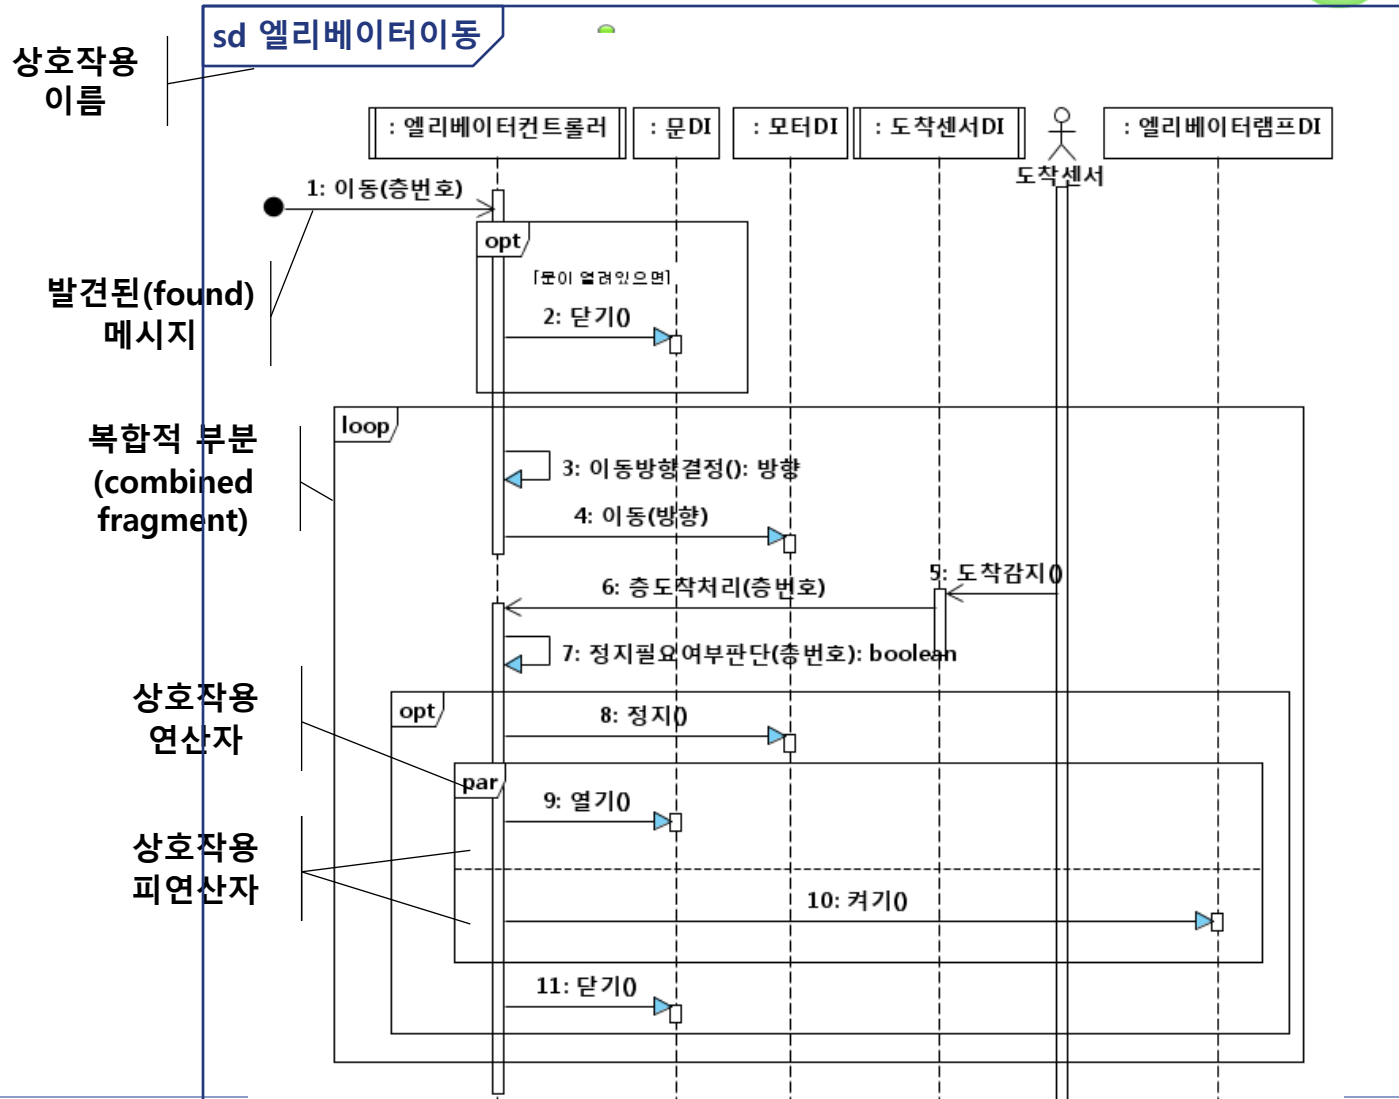 sd 엘리베이터이동
상호작용
이름
: 엘리베이터컨트롤러
: 문DI
: 모터DI
: 도착센서DI
: 엘리베이터램프DI
도착센서
1: 이동(층번호)
opt
[문이 열려있으면]
발견된(found)
메시지
2: 닫기()
loop
복합적 부분
(combined
fragment)
3: 이동방향결정(): 방향
4: 이동(방향)
5: 도착감지()
6: 층도착처리(층번호)
7: 정지필요여부판단(층번호): boolean
상호작용
연산자
opt
8: 정지()
par
9: 열기()
상호작용
피연산자
10: 켜기()
11: 닫기()